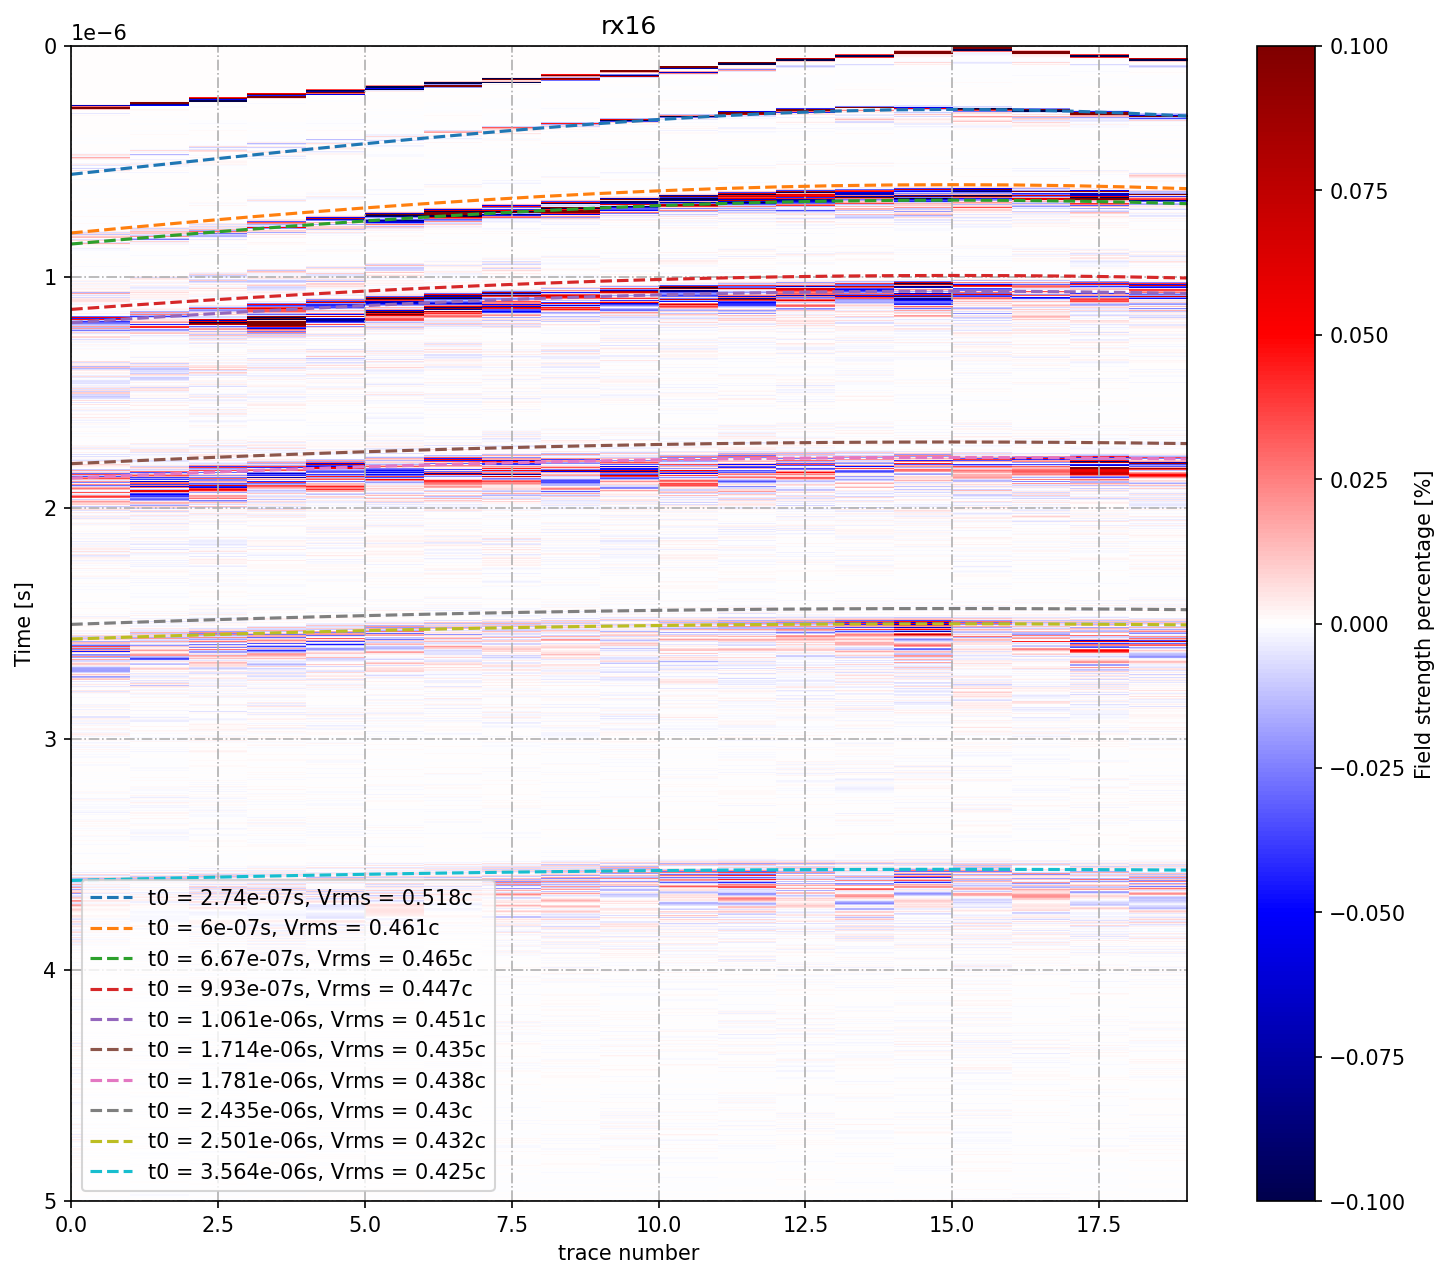 rx16
1e−6
0
1
2
3
4
5
Time [s]
0.0
2.5
5.0
7.5
10.0
12.5
15.0
17.5
trace number
t0 = 2.74e-07s, Vrms = 0.518c
t0 = 6e-07s, Vrms = 0.461c
t0 = 6.67e-07s, Vrms = 0.465c
t0 = 9.93e-07s, Vrms = 0.447c
t0 = 1.061e-06s, Vrms = 0.451c
t0 = 1.714e-06s, Vrms = 0.435c
t0 = 1.781e-06s, Vrms = 0.438c
t0 = 2.435e-06s, Vrms = 0.43c
t0 = 2.501e-06s, Vrms = 0.432c
t0 = 3.564e-06s, Vrms = 0.425c
0.100
0.075
0.050
0.025
0.000
−0.025
−0.050
−0.075
−0.100
Field strength percentage [%]